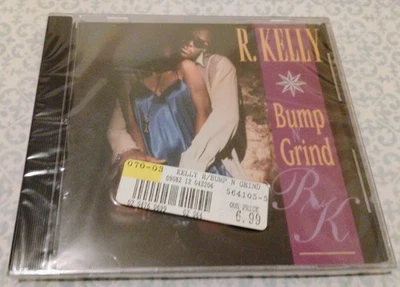 R. KELLY
Bump
N
Grind
RK
070-03
KELLY R/BUMP N GRIND
564105-5
OUR PRICE
6.99